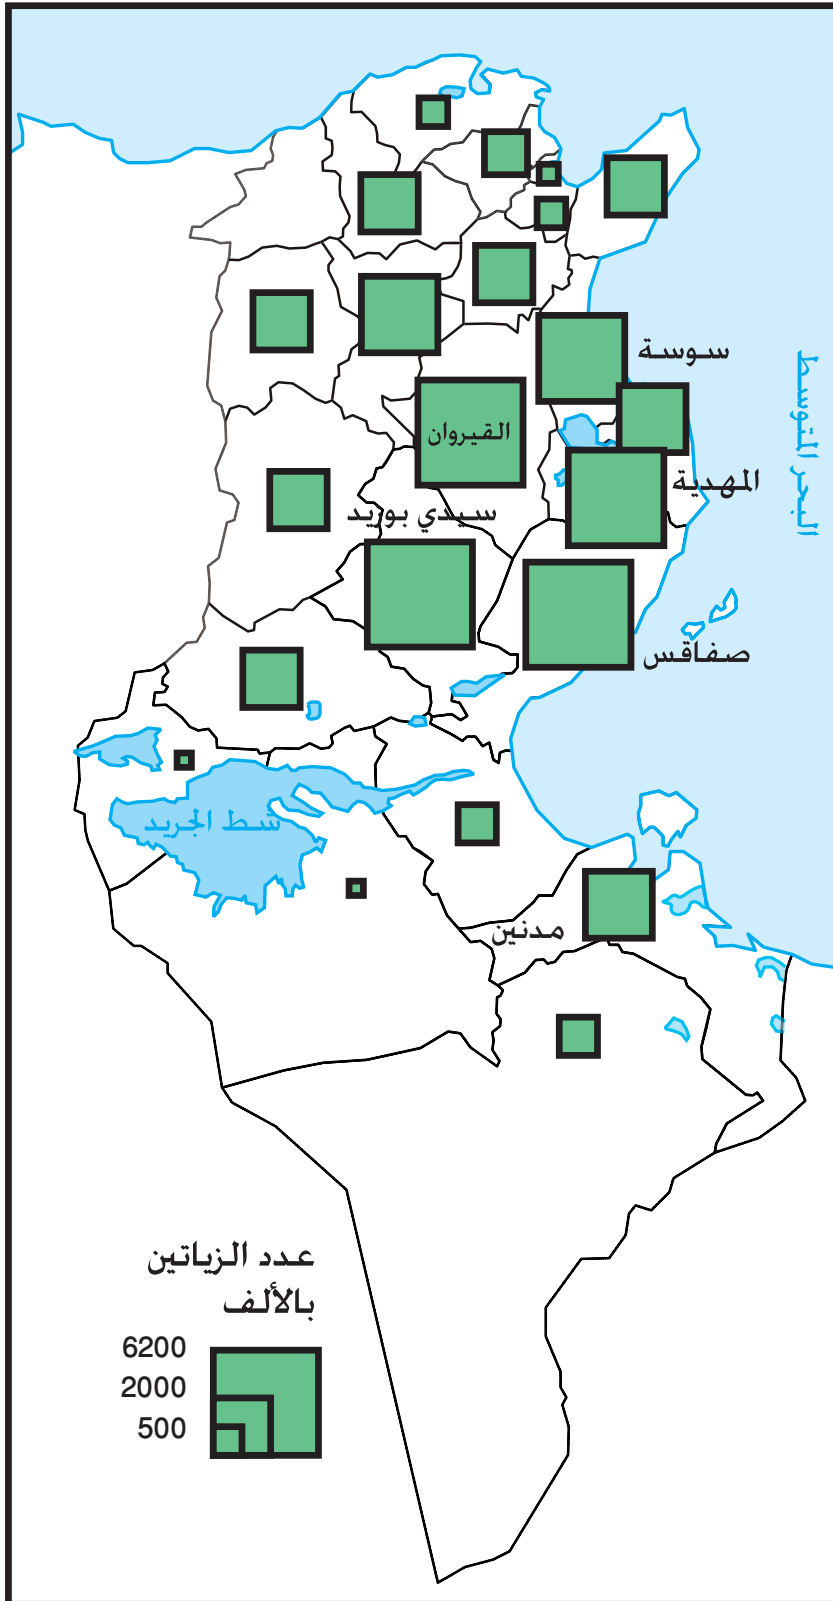 سوسة
البحر المتوسط
القيروان
المهدية
سيدي بوزيد
صفاقس
شط الجريد
مدنين
عدد الزياتين
بالألف
6200
2000
500